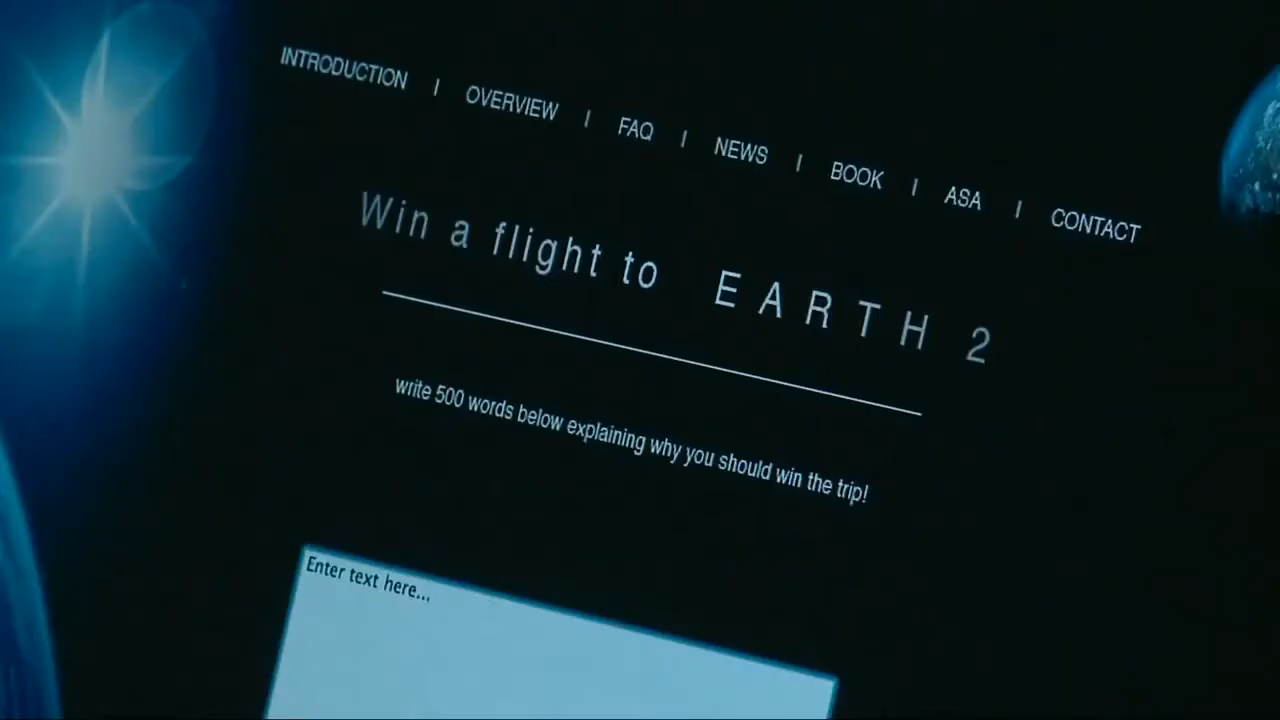 INTRODUCTION | OVERVIEW | FAQ | NEWS | BOOK | ASA | CONTACT
Win a flight to EARTH 2
write 500 words below explaining why you should win the trip!
Enter text here...